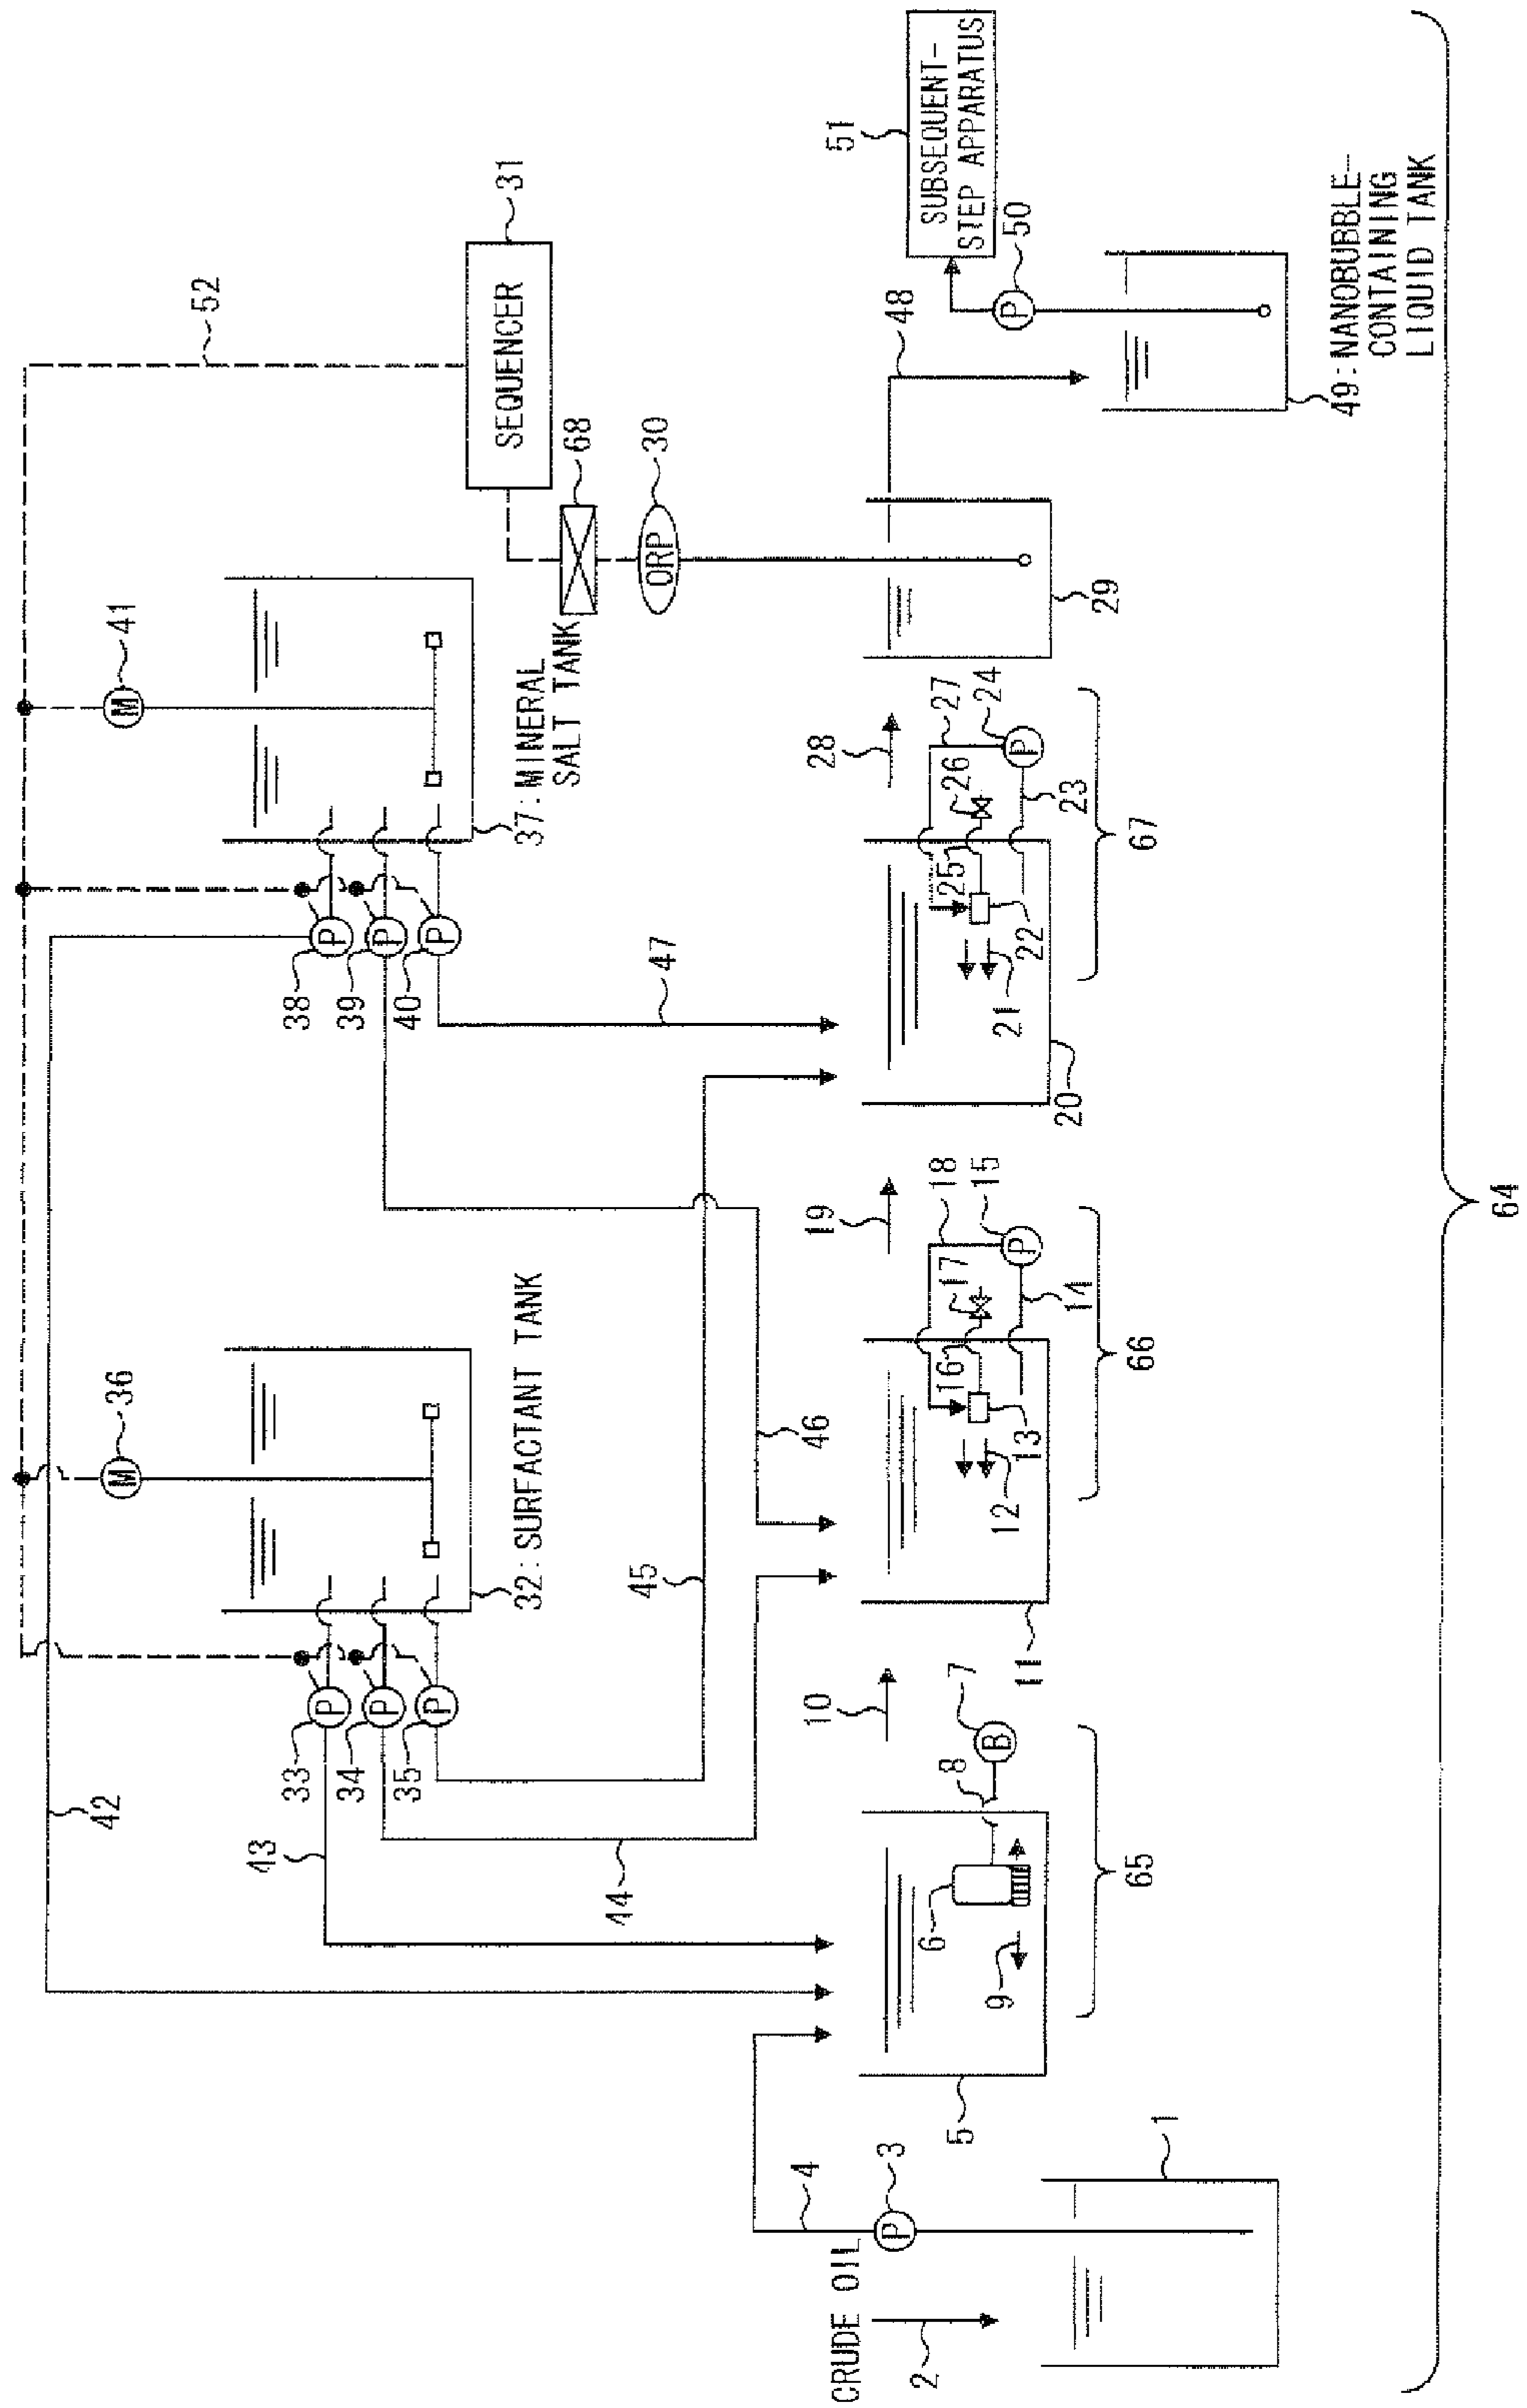 52
41
36
42
SEQUENCER
31
68
ORP
30
M
M
P
P
P
38
39
40
37:MINERAL
SALT TANK
P
P
P
33
34
35
32:SURFACTANT TANK
43
44
45
46
47
48
SUBSEQUENT-
STEP APPARATUS
51
P
50
49:NANOBUBBLE-
CONTAINING
LIQUID TANK
29
28
27
24
P
26
25
23
22
21
20
67
19
18
15
P
17
16
14
13
12
11
66
10
7
B
8
6
9
5
65
4
3
P
CRUDE OIL
2
1
64